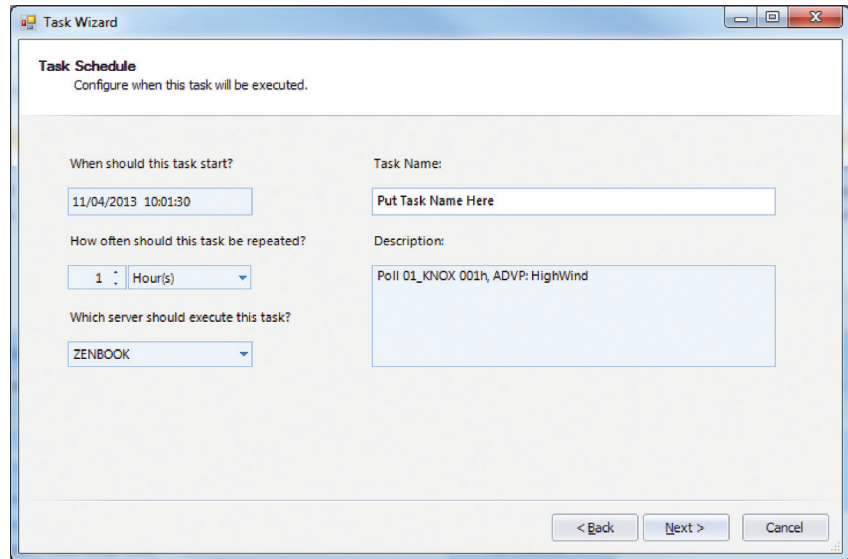 Task Wizard
Task Schedule
Configure when this task will be executed.
When should this task start?
11/04/2013 10:01:30
How often should this task be repeated?
1 Hour(s)
Which server should execute this task?
ZENBOOK
Task Name:
Put Task Name Here
Description:
Poll 01_KNOX 001h, ADVP: HighWind
< Back
Next >
Cancel